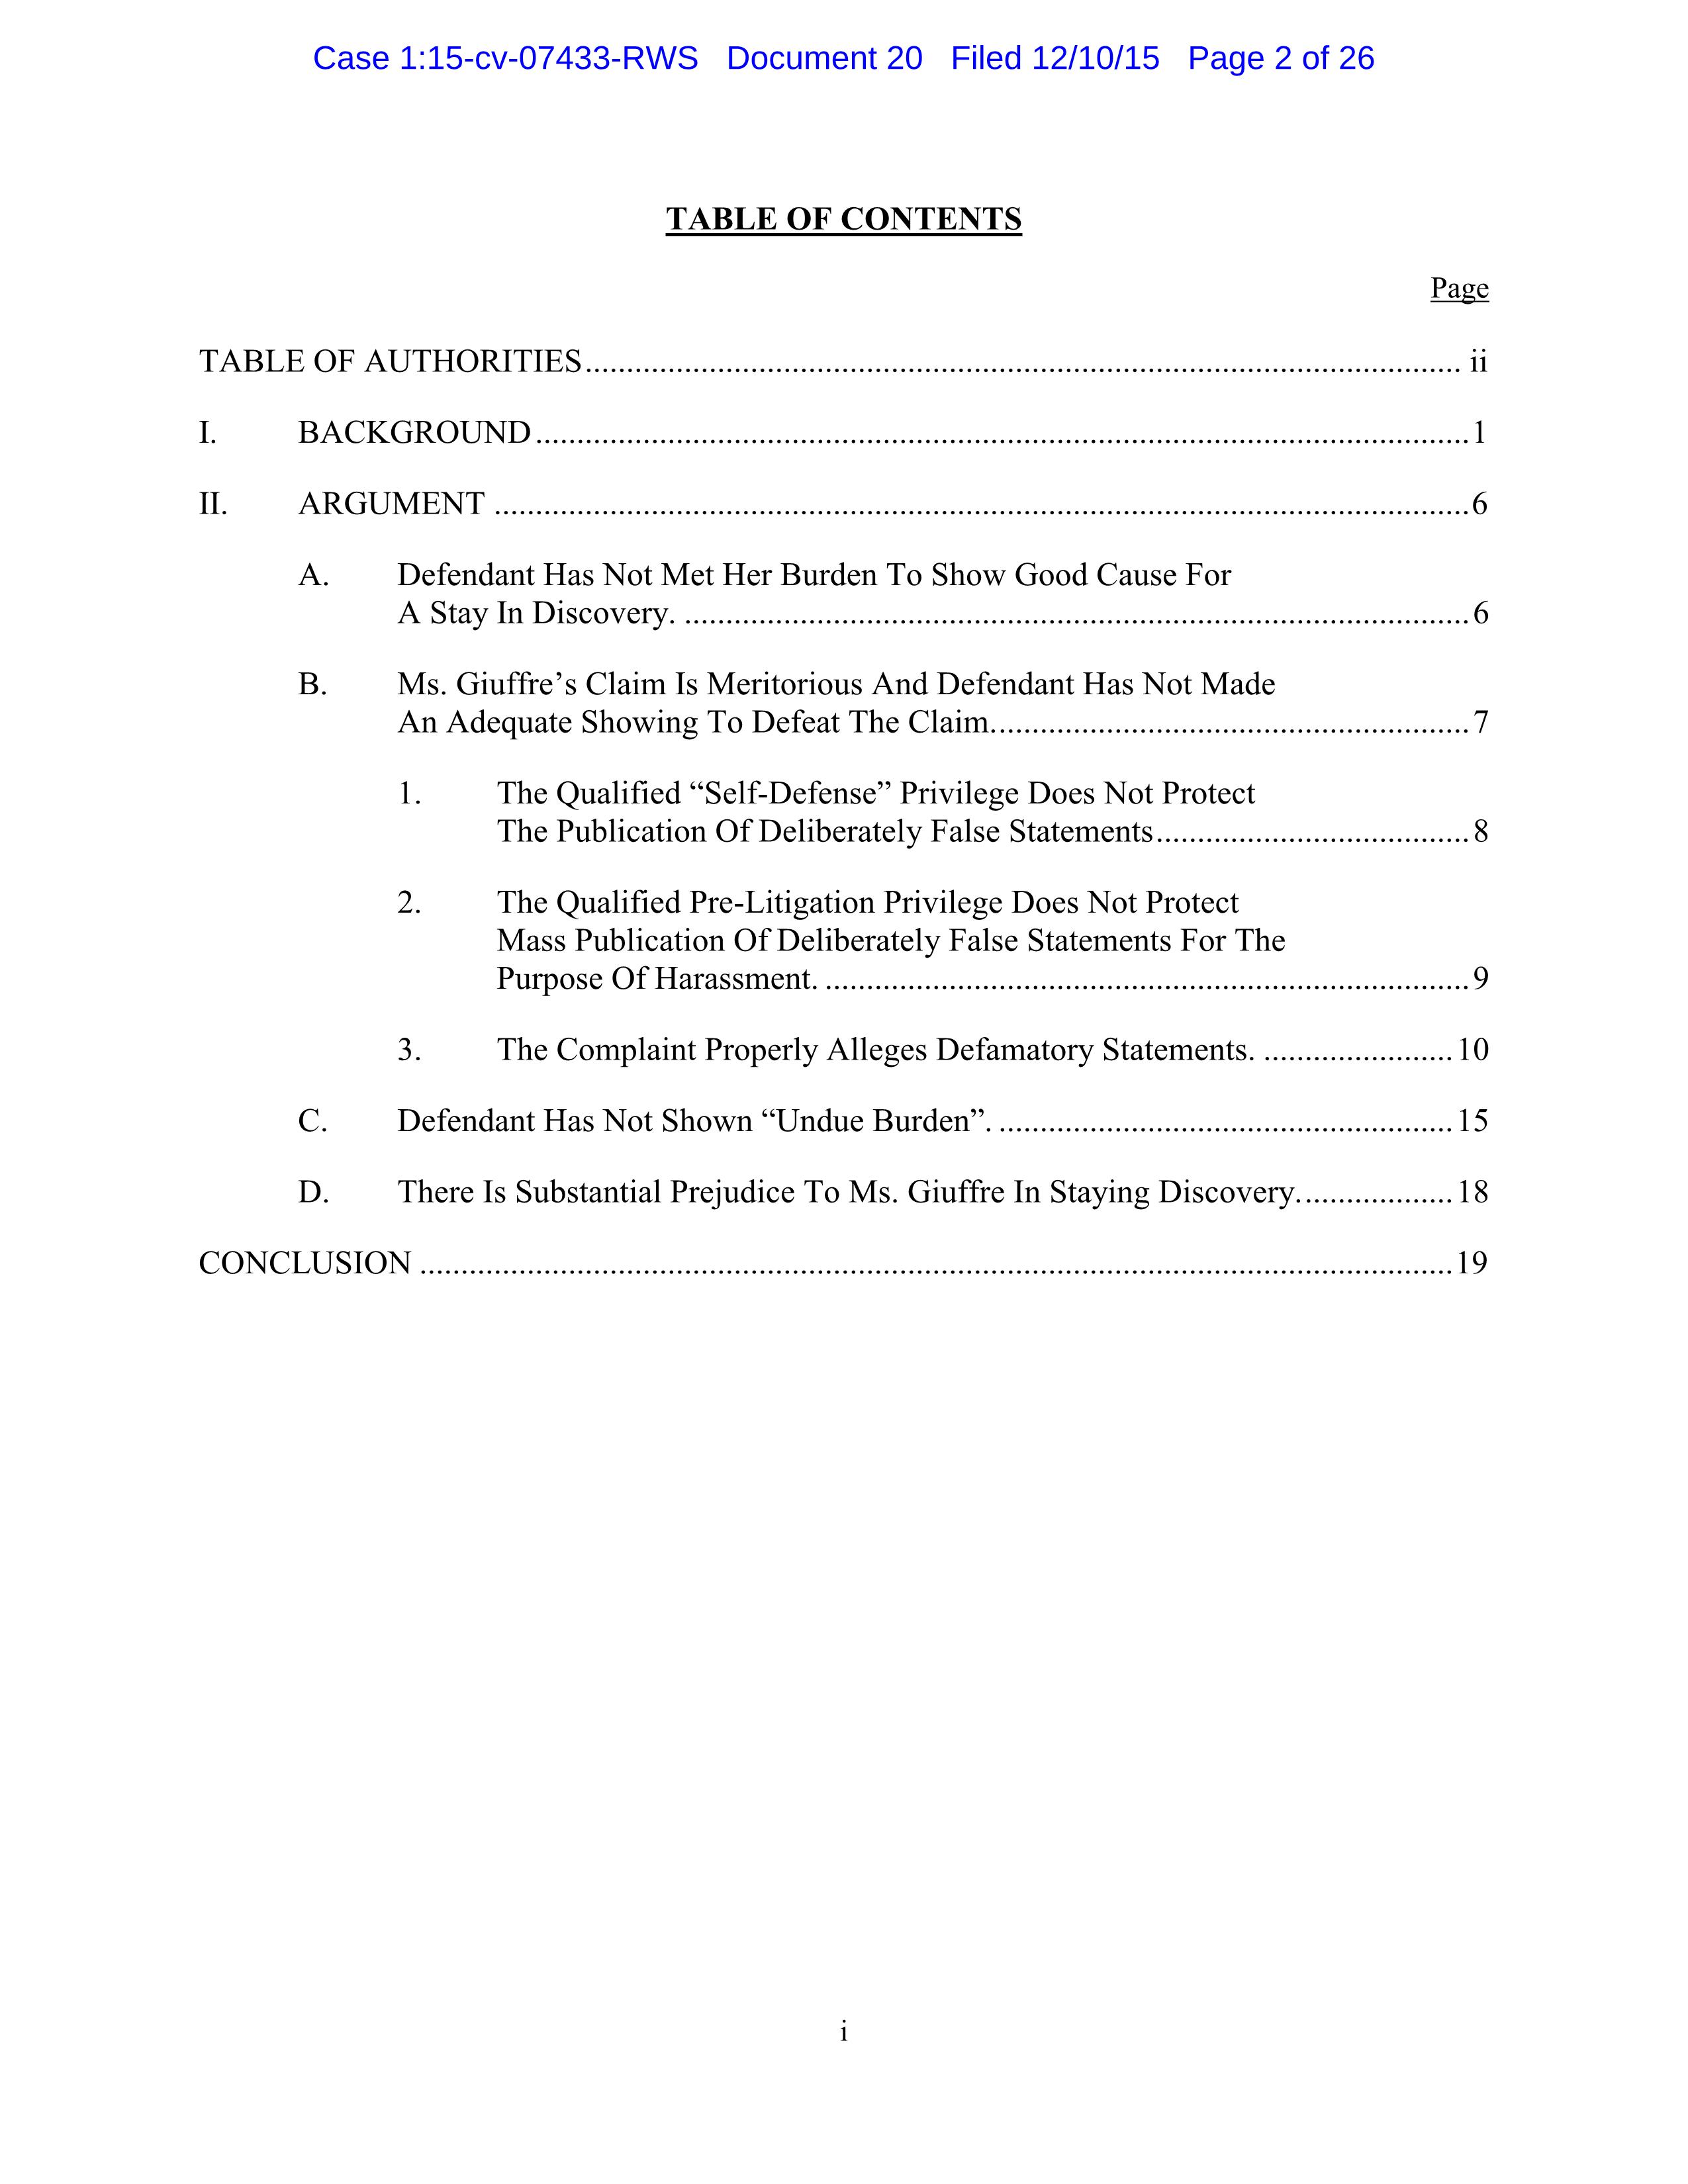 Case 1:15-cv-07433-RWS Document 20 Filed 12/10/15 Page 2 of 26
TABLE OF CONTENTS
Page
TABLE OF AUTHORITIES.......... ii
I. BACKGROUND..........1
II. ARGUMENT ..........6
A. Defendant Has Not Met Her Burden To Show Good Cause For
A Stay In Discovery. ..........6
B. Ms. Giuffre’s Claim Is Meritorious And Defendant Has Not Made
An Adequate Showing To Defeat The Claim...........7
1. The Qualified “Self-Defense” Privilege Does Not Protect
The Publication Of Deliberately False Statements..........8
2. The Qualified Pre-Litigation Privilege Does Not Protect
Mass Publication Of Deliberately False Statements For The
Purpose Of Harassment. ..........9
3. The Complaint Properly Alleges Defamatory Statements. ..........10
C. Defendant Has Not Shown “Undue Burden”. ..........15
D. There Is Substantial Prejudice To Ms. Giuffre In Staying Discovery...........18
CONCLUSION ..........19
i